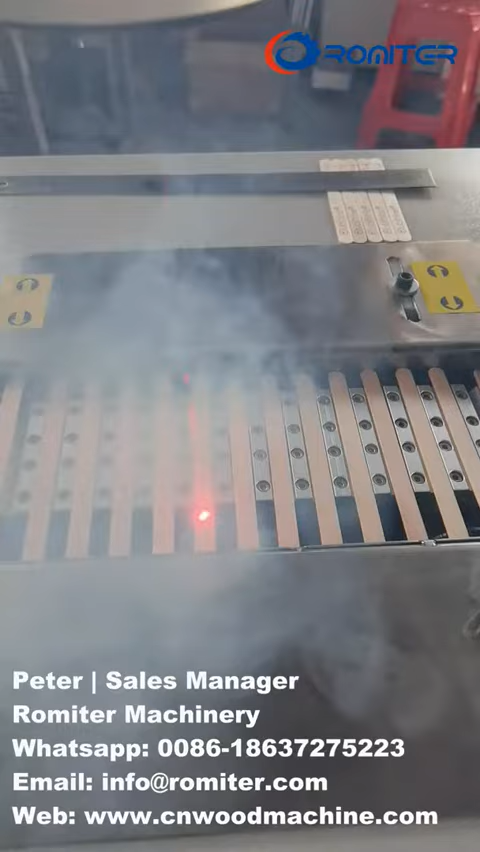 ROMITER
Peter | Sales Manager
Romiter Machinery
Whatsapp: 0086-18637275223
Email: info@romiter.com
Web: www.cnwoodmachine.com